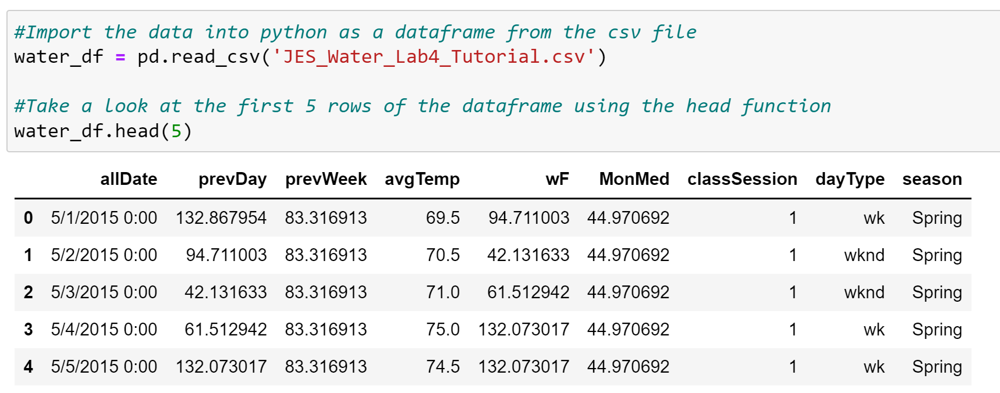 #Import the data into python as a dataframe from the csv file
water_df = pd.read_csv('JES_Water_Lab4_Tutorial.csv')
#Take a look at the first 5 rows of the dataframe using the head function
water_df.head(5)
allDate prevDay prevWeek avgTemp wF MonMed classSession dayType season
0 5/1/2015 0:00 132.867954 83.316913 69.5 94.711003 44.970692 1 wk Spring
1 5/2/2015 0:00 94.711003 83.316913 70.5 42.131633 44.970692 1 wknd Spring
2 5/3/2015 0:00 42.131633 83.316913 71.0 61.512942 44.970692 1 wknd Spring
3 5/4/2015 0:00 61.512942 83.316913 75.0 132.073017 44.970692 1 wk Spring
4 5/5/2015 0:00 132.073017 83.316913 74.5 132.073017 44.970692 1 wk Spring